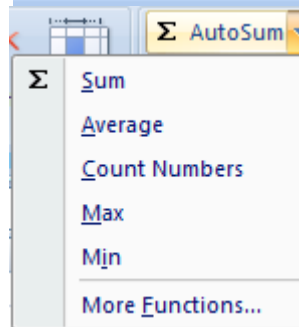 Σ AutoSum
Σ Sum
Average
Count Numbers
Max
Min
More Functions...